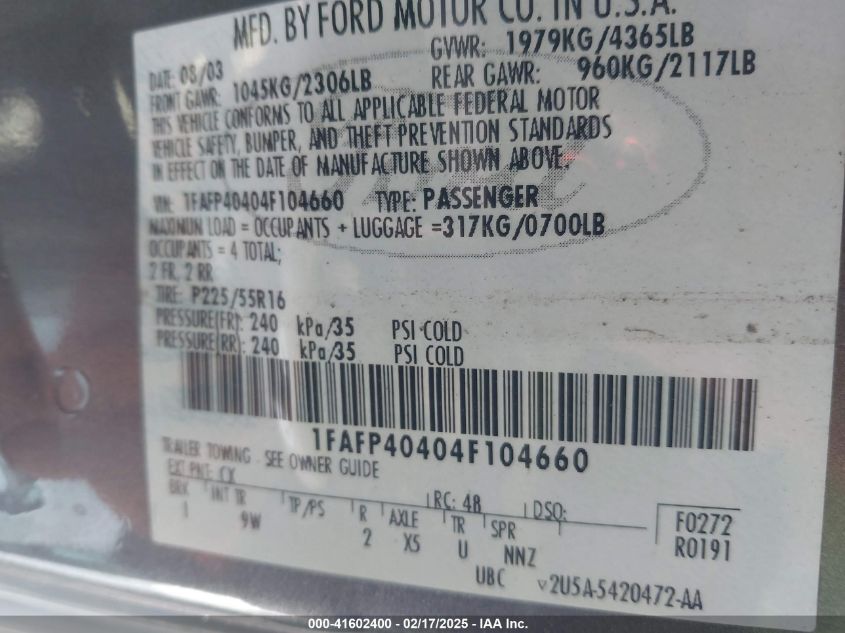 MFD. BY FORD MOTOR CO. IN U.S.A.
DATE: 08/03 GVWR: 1979KG/4365LB
FRONT GAWR: 1045KG/2306LB REAR GAWR: 960KG/2117LB
THIS VEHICLE CONFORMS TO ALL APPLICABLE FEDERAL MOTOR
VEHICLE SAFETY, BUMPER, AND THEFT PREVENTION STANDARDS
IN EFFECT ON THE DATE OF MANUFACTURE SHOWN ABOVE.
VIN: 1FAFP40404F104660 TYPE: PASSENGER
MAXIMUM LOAD = OCCUPANTS + LUGGAGE =317KG/0700LB
OCCUPANTS = 4 TOTAL;
2 FR, 2 RR
TIRE: P225/55R16
PRESSURE(FR): 240 kPa/35 PSI COLD
PRESSURE(RR): 240 kPa/35 PSI COLD
1FAFP40404F104660
TRAILER TOWING - SEE OWNER GUIDE
EXT PNT: CX RC: 48 DSO:
BRK INT TR TP/PS R AXLE TR SPR F0272
1 9W 2 X5 U NNZ R0191
UBC v2U5A-5420472-AA
000-41602400 - 02/17/2025 - IAA Inc.